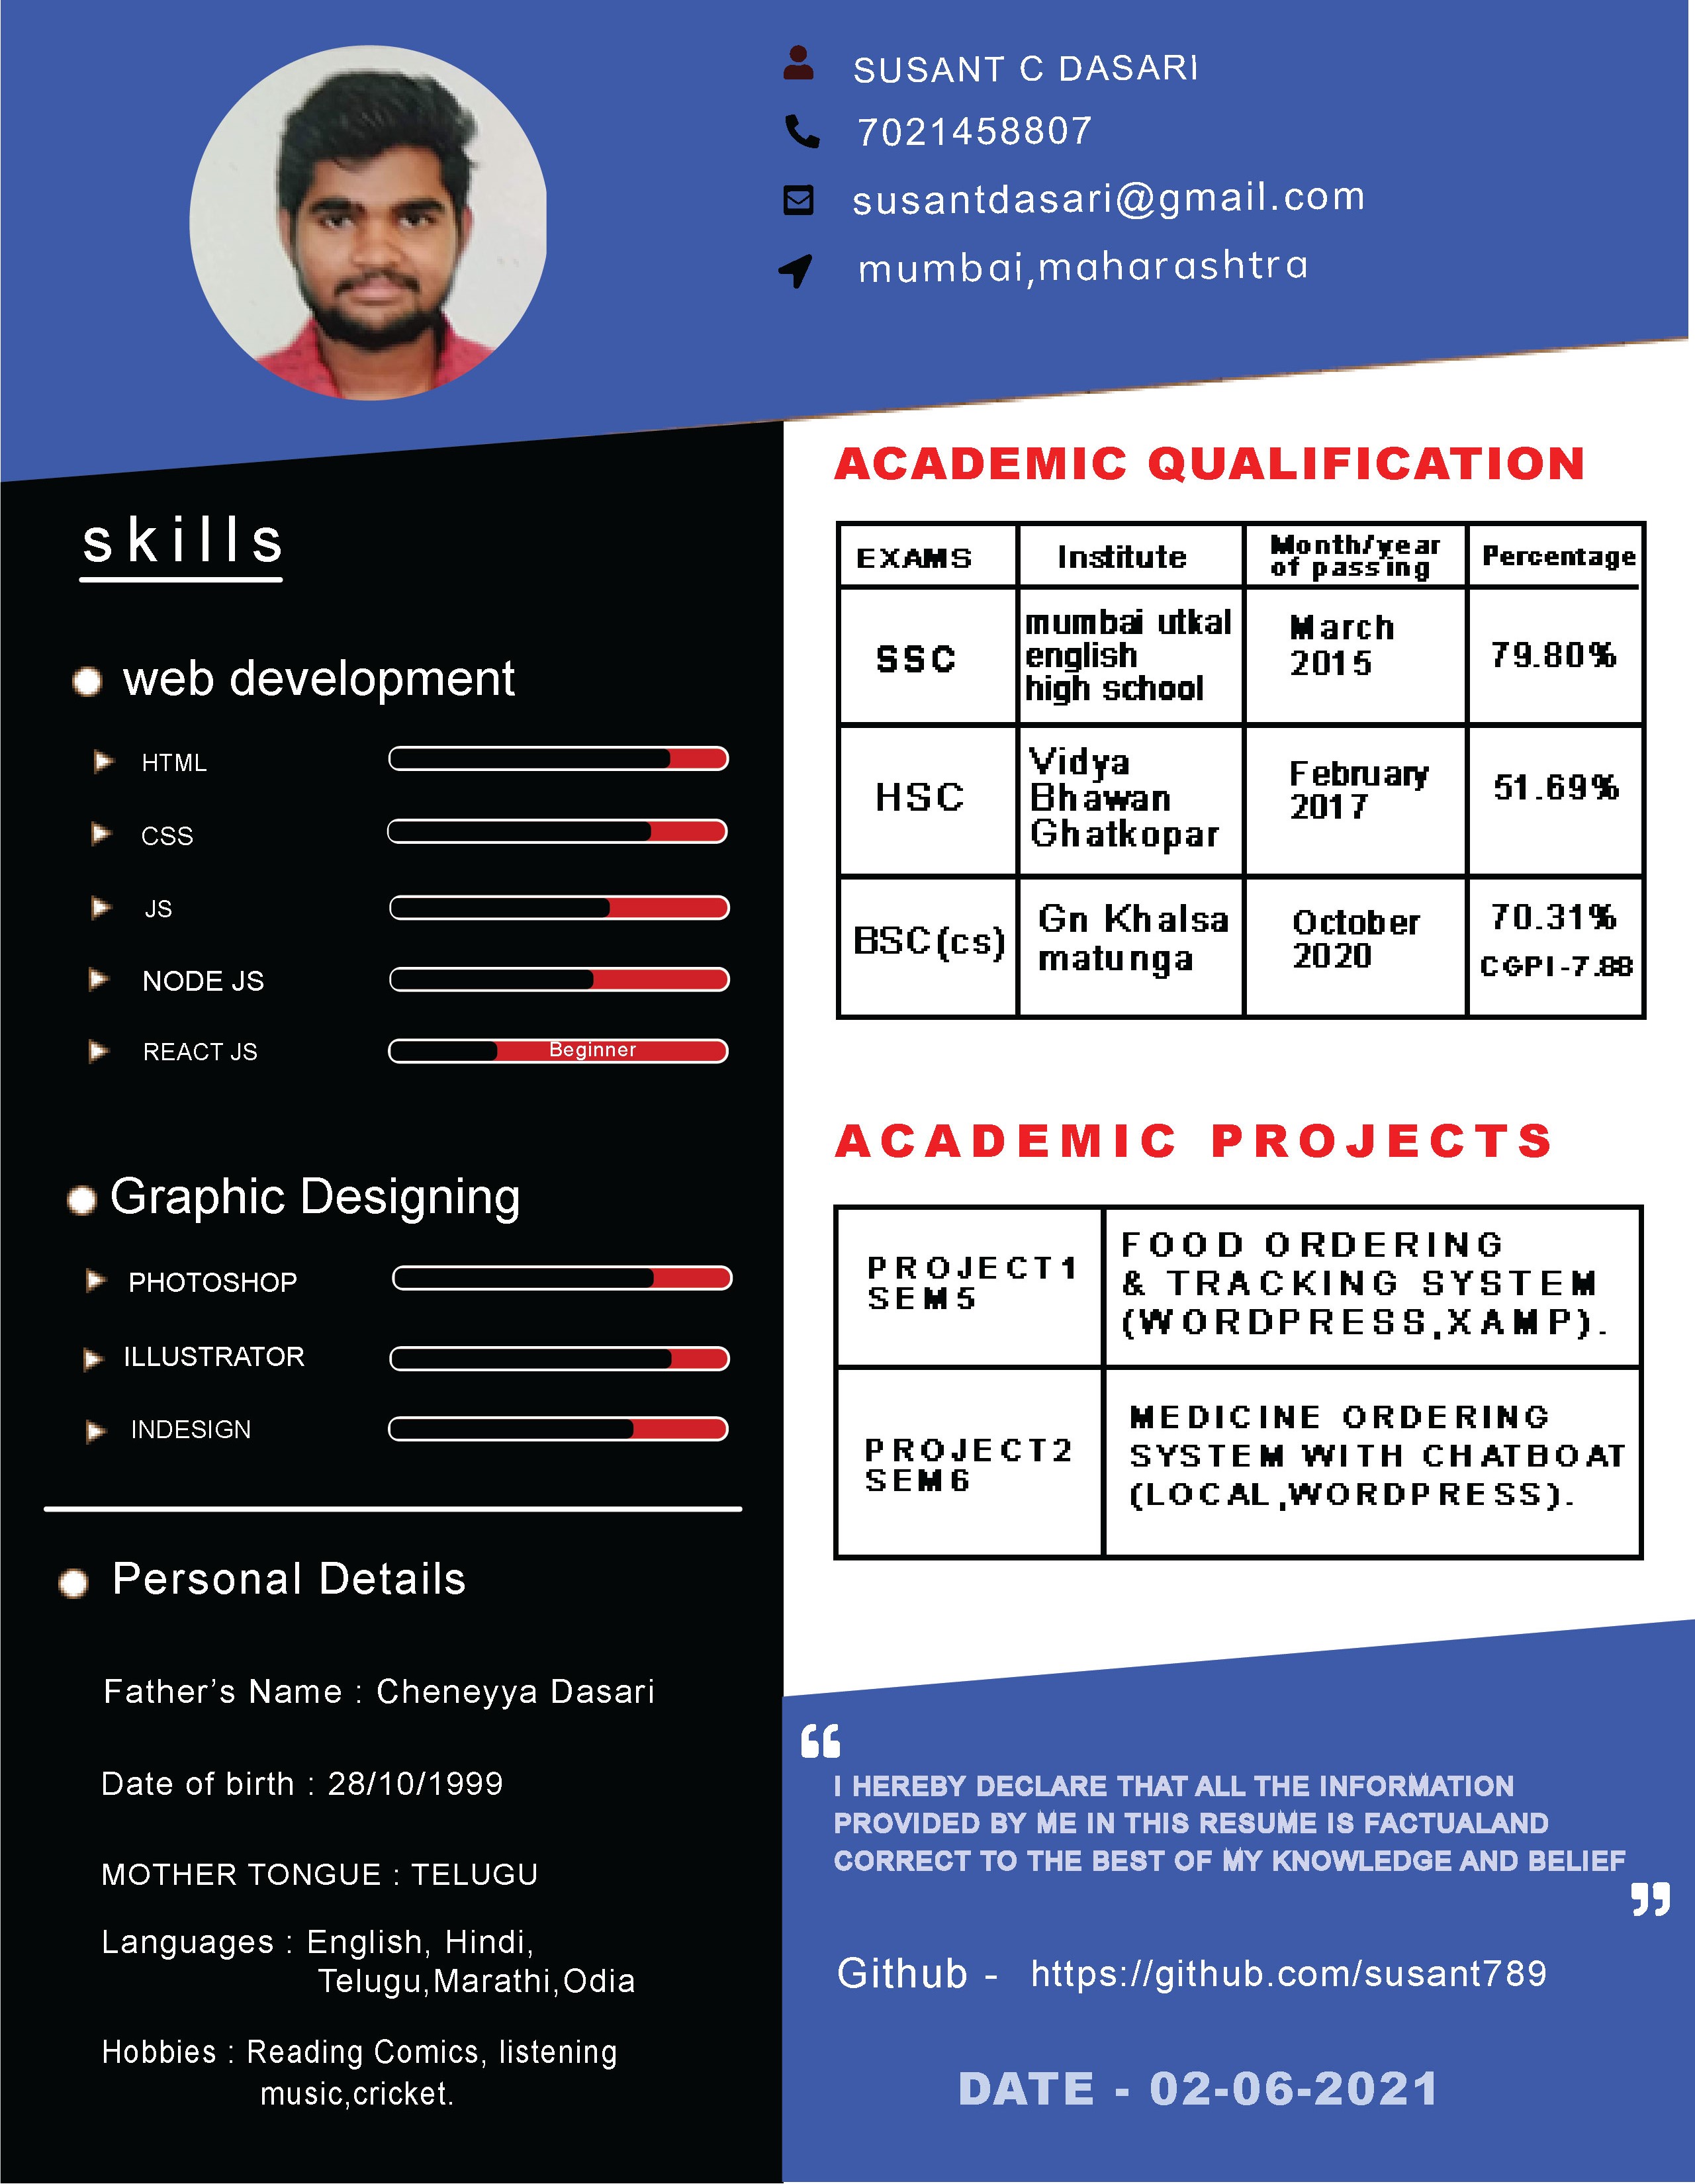 SUSANT C DASARI
7021458807
susantdasari@gmail.com
mumbai,maharashtra
skills
web development
HTML
CSS
JS
NODE JS
REACT JS
Beginner
Graphic Designing
PHOTOSHOP
ILLUSTRATOR
INDESIGN
Personal Details
Father’s Name : Cheneyya Dasari
Date of birth : 28/10/1999
MOTHER TONGUE : TELUGU
Languages : English, Hindi,
Telugu,Marathi,Odia
Hobbies : Reading Comics, listening
music,cricket.
ACADEMIC QUALIFICATION
EXAMS Institute Month/year of passing Percentage
SSC mumbai utkal english high school March 2015 79.80%
HSC Vidya Bhawan Ghatkopar February 2017 51.69%
BSC(cs) Gn Khalsa matunga October 2020 70.31% CGPI-7.88
ACADEMIC PROJECTS
PROJECT1 SEM5
FOOD ORDERING
& TRACKING SYSTEM
(WORDPRESS,XAMP).
PROJECT2 SEM6
MEDICINE ORDERING
SYSTEM WITH CHATBOAT
(LOCAL,WORDPRESS).
“
I HEREBY DECLARE THAT ALL THE INFORMATION
PROVIDED BY ME IN THIS RESUME IS FACTUALAND
CORRECT TO THE BEST OF MY KNOWLEDGE AND BELIEF
”
Github - https://github.com/susant789
DATE - 02-06-2021